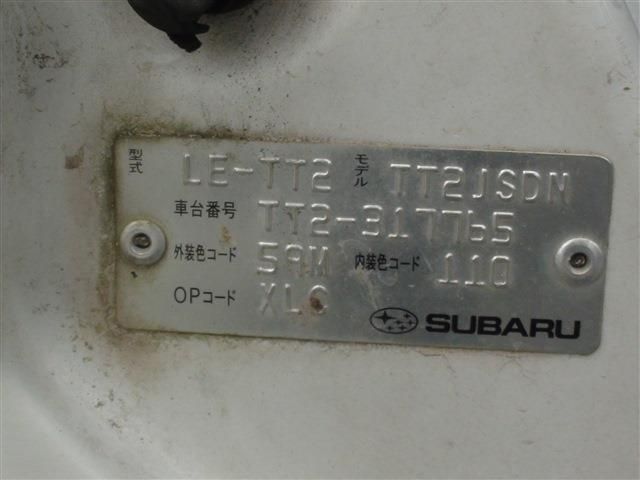 型式 LE-TT2 モデル TT2JSDN
車台番号 TT2-317765
外装色コード 59M 内装色コード 110
OPコード XLC
SUBARU